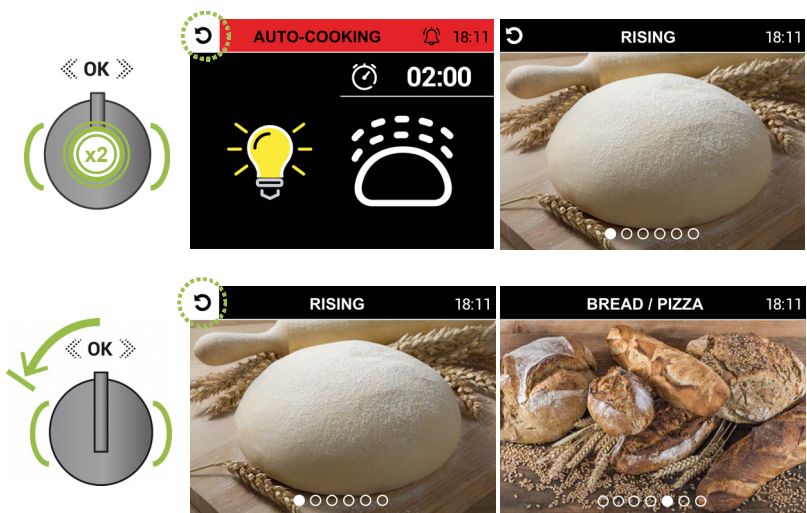 OK
x2
AUTO-COOKING 18:11
02:00
RISING 18:11
OK
RISING 18:11
BREAD / PIZZA 18:11